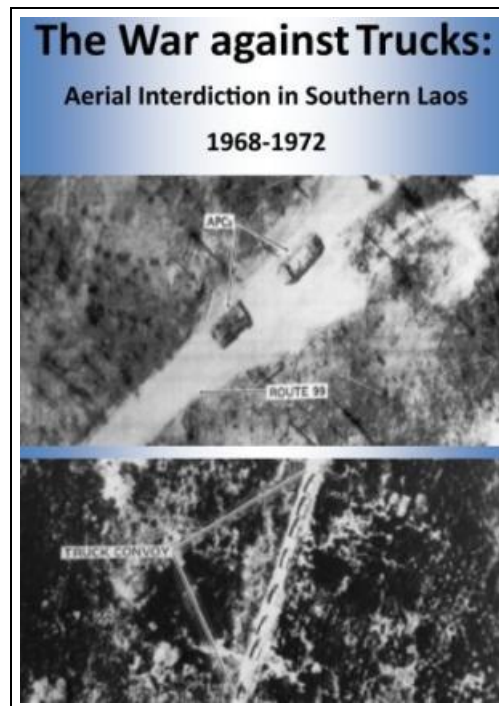 The War against Trucks:
Aerial Interdiction in Southern Laos
1968-1972
APCs
ROUTE 99
TRUCK CONVOY